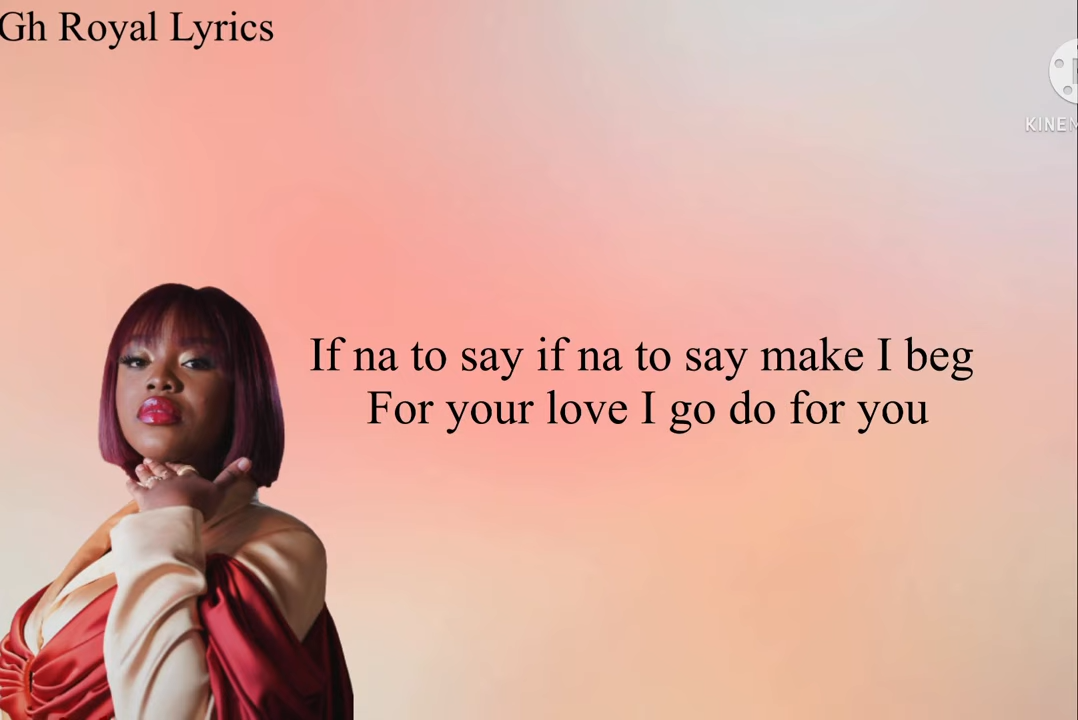 Gh Royal Lyrics
KINEM
If na to say if na to say make I beg
For your love I go do for you